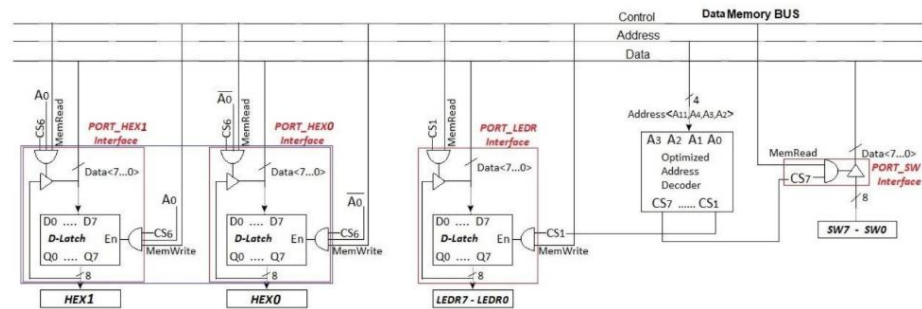 Control
Data Memory BUS
Address
Data
A0
CS6
MemRead
PORT_HEX1
Interface
Data<7...0>
D0 .... D7
D-Latch
En
Q0 .... Q7
A0
CS6
MemWrite
8
HEX1
A̅0̅
CS6
MemRead
PORT_HEX0
Interface
Data<7...0>
D0 .... D7
D-Latch
En
Q0 .... Q7
A̅0̅
CS6
MemWrite
8
HEX0
CS1
MemRead
PORT_LEDR
Interface
Data<7...0>
D0 .... D7
D-Latch
En
Q0 .... Q7
CS1
MemWrite
8
LEDR7 - LEDR0
4
Address<A11,A4,A3,A2>
A3 A2 A1 A0
Optimized
Address
Decoder
CS7 ...... CS1
MemRead
CS7
Data<7...0>
PORT_SW
Interface
8
SW7 - SW0